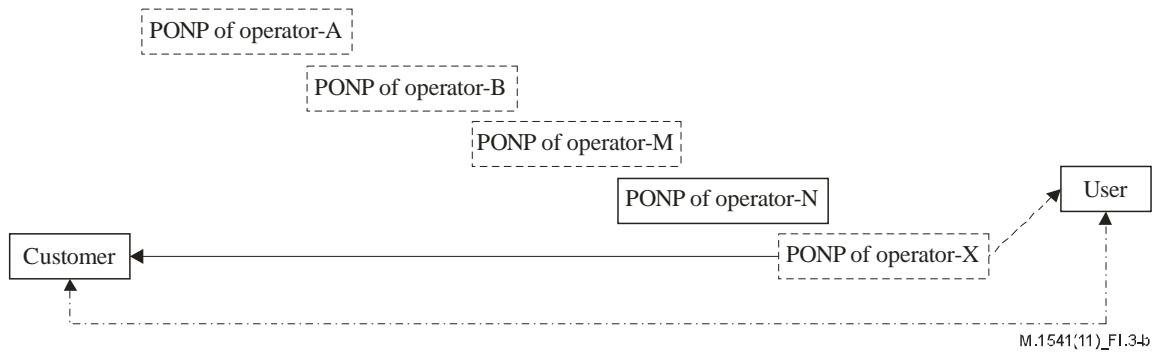 PONP of operator-A
PONP of operator-B
PONP of operator-M
PONP of operator-N
User
Customer
PONP of operator-X
M.1541(11)_FI.3-b